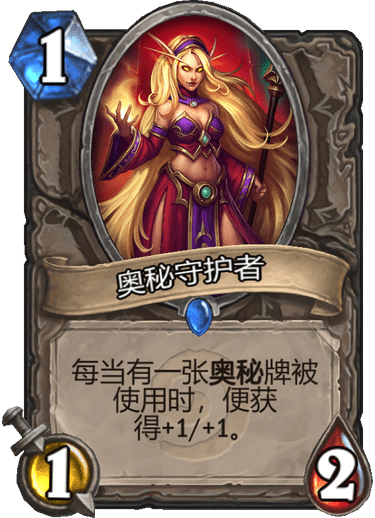 1
奥秘守护者
每当有一张奥秘牌被
使用时，便获
得+1/+1。
1
2